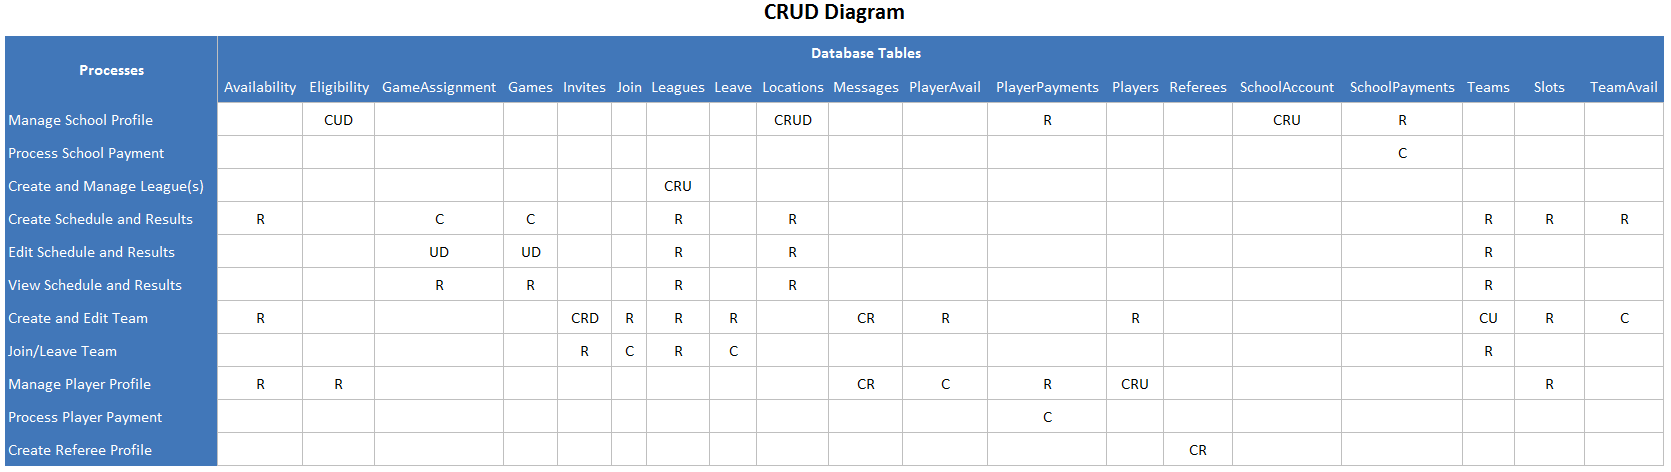 CRUD Diagram
Processes
Database Tables
Availability Eligibility GameAssignment Games Invites Join Leagues Leave Locations Messages PlayerAvail PlayerPayments Players Referees SchoolAccount SchoolPayments Teams Slots TeamAvail
Manage School Profile CUD CRUD R CRU R
Process School Payment C
Create and Manage League(s) CRU
Create Schedule and Results R C C R R R R R
Edit Schedule and Results UD UD R R R
View Schedule and Results R R R R R
Create and Edit Team R CRD R R R CR R R CU R C
Join/Leave Team R C R C R
Manage Player Profile R R CR C R CRU R
Process Player Payment C
Create Referee Profile CR